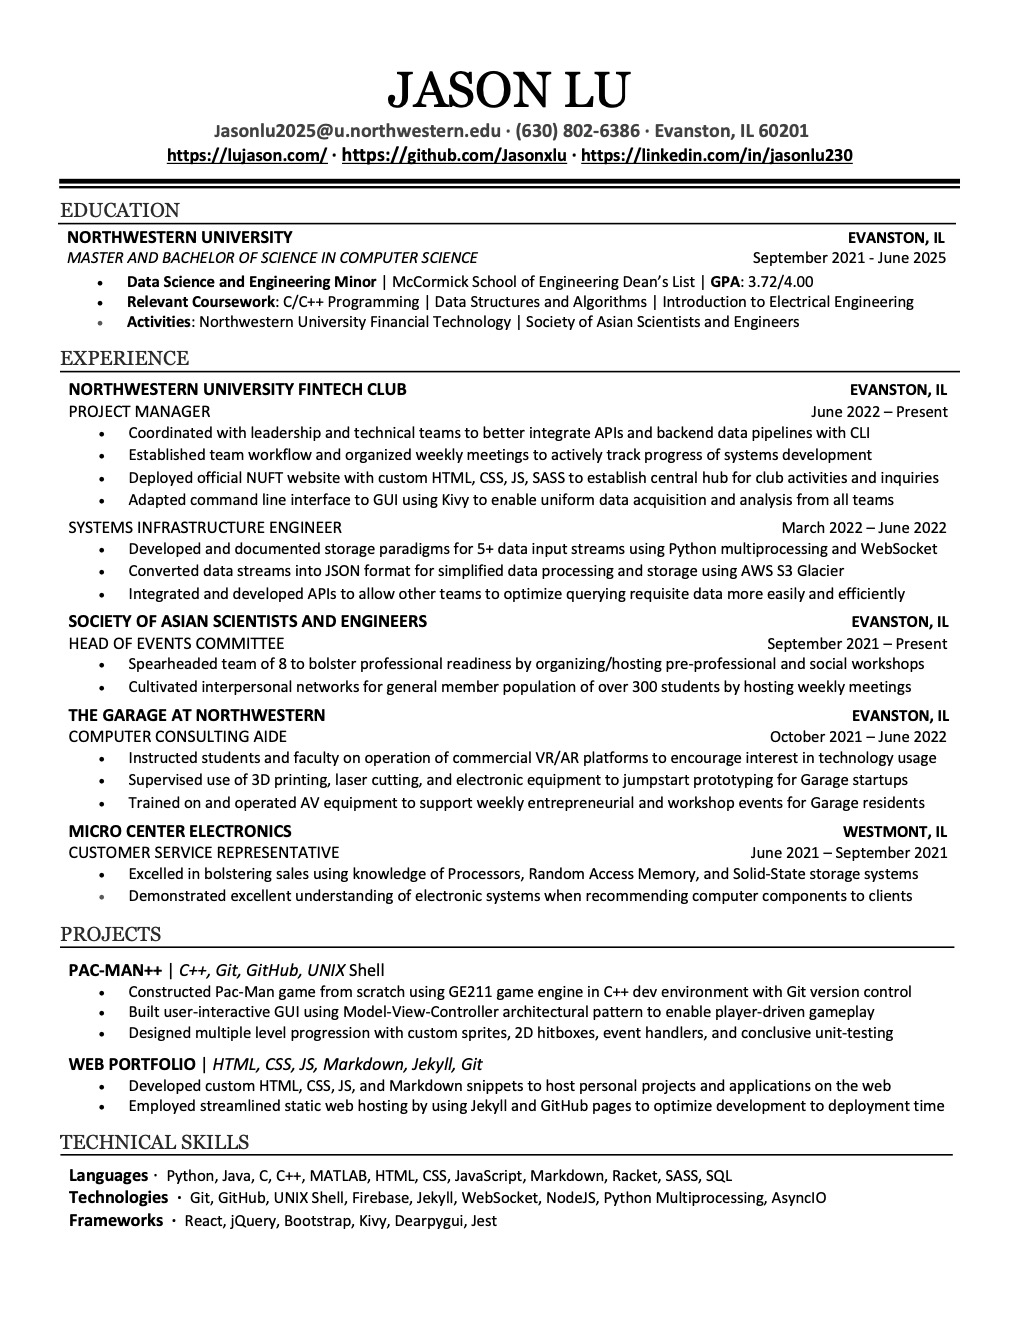 JASON LU
Jasonlu2025@u.northwestern.edu · (630) 802-6386 · Evanston, IL 60201
https://lujason.com/ · https://github.com/Jasonxlu · https://linkedin.com/in/jasonlu230
EDUCATION
NORTHWESTERN UNIVERSITY EVANSTON, IL
MASTER AND BACHELOR OF SCIENCE IN COMPUTER SCIENCE September 2021 - June 2025
• Data Science and Engineering Minor | McCormick School of Engineering Dean’s List | GPA: 3.72/4.00
• Relevant Coursework: C/C++ Programming | Data Structures and Algorithms | Introduction to Electrical Engineering
• Activities: Northwestern University Financial Technology | Society of Asian Scientists and Engineers
EXPERIENCE
NORTHWESTERN UNIVERSITY FINTECH CLUB EVANSTON, IL
PROJECT MANAGER June 2022 – Present
• Coordinated with leadership and technical teams to better integrate APIs and backend data pipelines with CLI
• Established team workflow and organized weekly meetings to actively track progress of systems development
• Deployed official NUFT website with custom HTML, CSS, JS, SASS to establish central hub for club activities and inquiries
• Adapted command line interface to GUI using Kivy to enable uniform data acquisition and analysis from all teams
SYSTEMS INFRASTRUCTURE ENGINEER March 2022 – June 2022
• Developed and documented storage paradigms for 5+ data input streams using Python multiprocessing and WebSocket
• Converted data streams into JSON format for simplified data processing and storage using AWS S3 Glacier
• Integrated and developed APIs to allow other teams to optimize querying requisite data more easily and efficiently
SOCIETY OF ASIAN SCIENTISTS AND ENGINEERS EVANSTON, IL
HEAD OF EVENTS COMMITTEE September 2021 – Present
• Spearheaded team of 8 to bolster professional readiness by organizing/hosting pre-professional and social workshops
• Cultivated interpersonal networks for general member population of over 300 students by hosting weekly meetings
THE GARAGE AT NORTHWESTERN EVANSTON, IL
COMPUTER CONSULTING AIDE October 2021 – June 2022
• Instructed students and faculty on operation of commercial VR/AR platforms to encourage interest in technology usage
• Supervised use of 3D printing, laser cutting, and electronic equipment to jumpstart prototyping for Garage startups
• Trained on and operated AV equipment to support weekly entrepreneurial and workshop events for Garage residents
MICRO CENTER ELECTRONICS WESTMONT, IL
CUSTOMER SERVICE REPRESENTATIVE June 2021 – September 2021
• Excelled in bolstering sales using knowledge of Processors, Random Access Memory, and Solid-State storage systems
• Demonstrated excellent understanding of electronic systems when recommending computer components to clients
PROJECTS
PAC-MAN++ | C++, Git, GitHub, UNIX Shell
• Constructed Pac-Man game from scratch using GE211 game engine in C++ dev environment with Git version control
• Built user-interactive GUI using Model-View-Controller architectural pattern to enable player-driven gameplay
• Designed multiple level progression with custom sprites, 2D hitboxes, event handlers, and conclusive unit-testing
WEB PORTFOLIO | HTML, CSS, JS, Markdown, Jekyll, Git
• Developed custom HTML, CSS, JS, and Markdown snippets to host personal projects and applications on the web
• Employed streamlined static web hosting by using Jekyll and GitHub pages to optimize development to deployment time
TECHNICAL SKILLS
Languages · Python, Java, C, C++, MATLAB, HTML, CSS, JavaScript, Markdown, Racket, SASS, SQL
Technologies · Git, GitHub, UNIX Shell, Firebase, Jekyll, WebSocket, NodeJS, Python Multiprocessing, AsyncIO
Frameworks · React, jQuery, Bootstrap, Kivy, Dearpygui, Jest